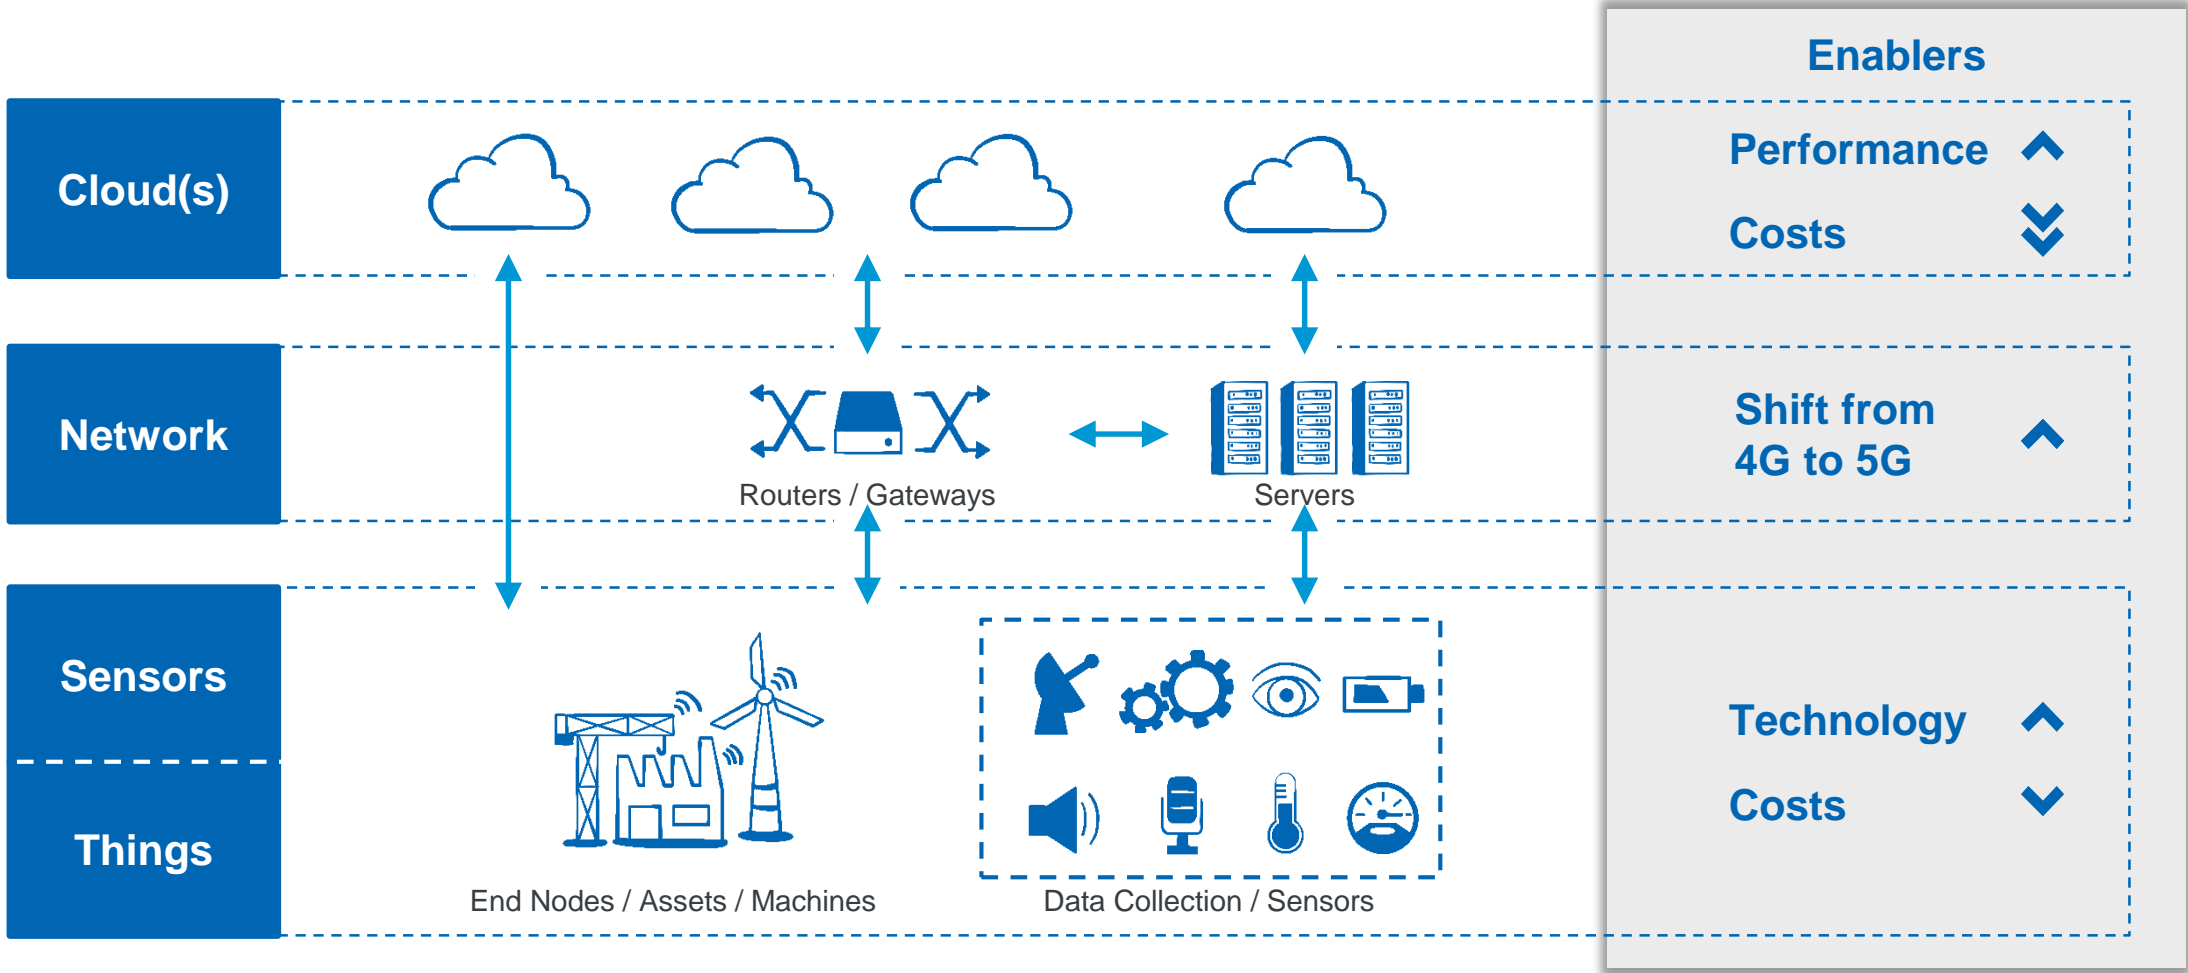 Enablers
Cloud(s)
Performance
Costs
Network
Shift from
4G to 5G
Routers / Gateways
Servers
Sensors
Things
Technology
Costs
End Nodes / Assets / Machines
Data Collection / Sensors